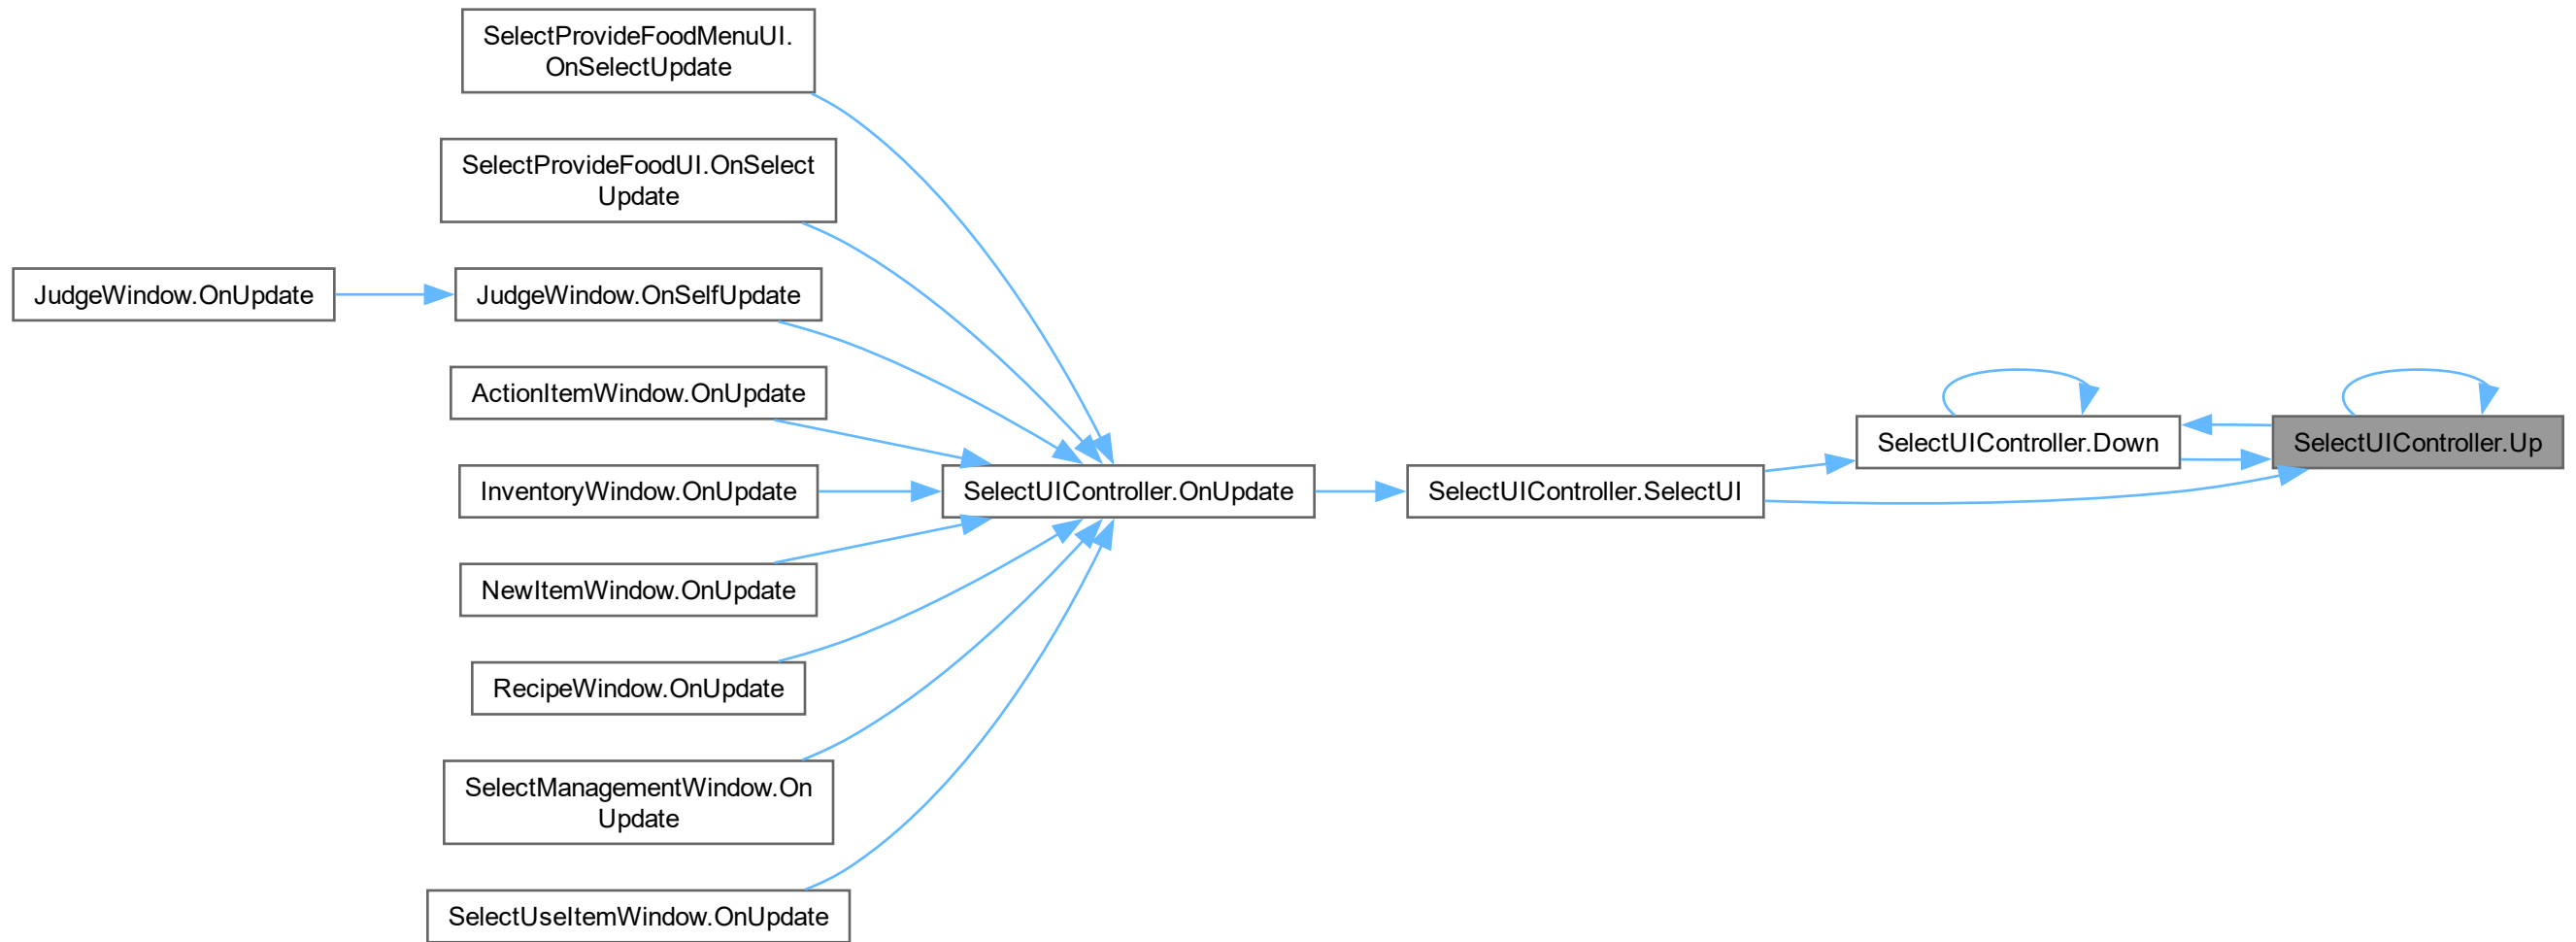 SelectProvideFoodMenuUI.
OnSelectUpdate
SelectProvideFoodUI.OnSelect
Update
JudgeWindow.OnUpdate
JudgeWindow.OnSelfUpdate
ActionItemWindow.OnUpdate
InventoryWindow.OnUpdate
NewItemWindow.OnUpdate
RecipeWindow.OnUpdate
SelectManagementWindow.On
Update
SelectUseItemWindow.OnUpdate
SelectUIController.OnUpdate
SelectUIController.SelectUI
SelectUIController.Down
SelectUIController.Up